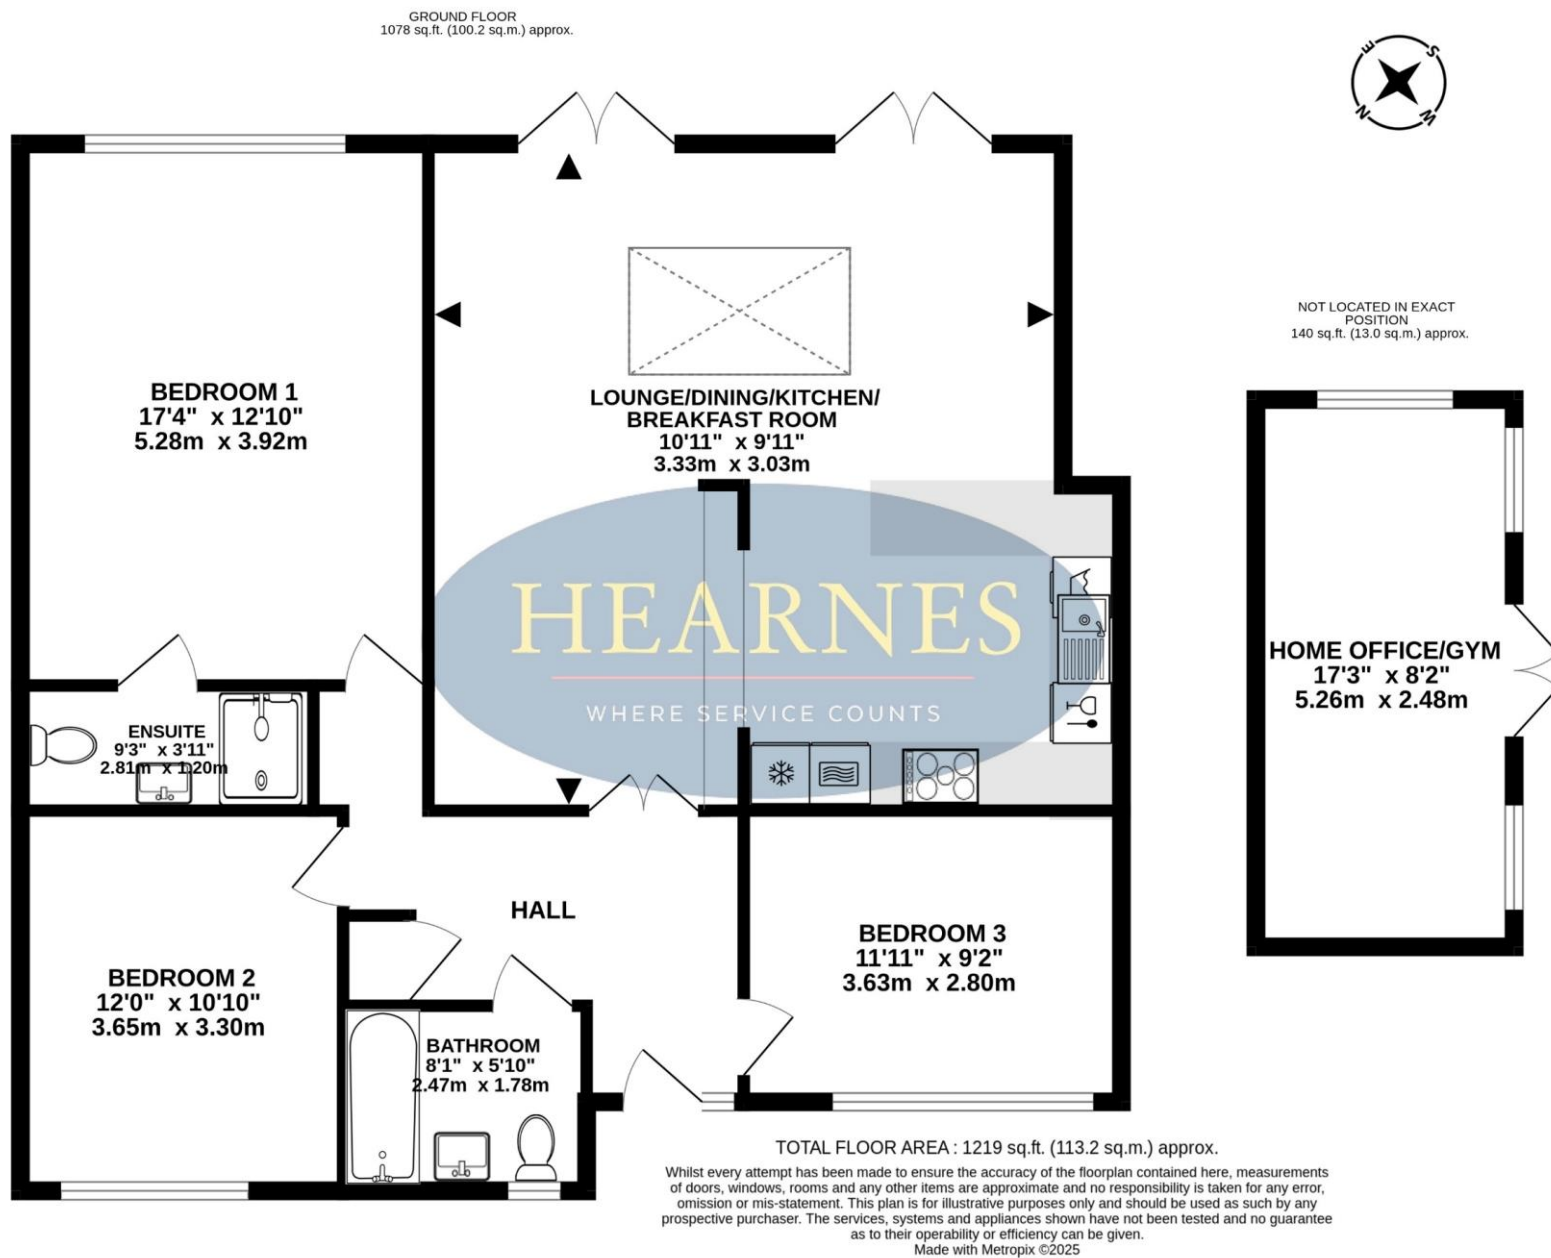 GROUND FLOOR
1078 sq.ft. (100.2 sq.m.) approx.
E
S
N
W
NOT LOCATED IN EXACT
POSITION
140 sq.ft. (13.0 sq.m.) approx.
BEDROOM 1
17'4" x 12'10"
5.28m x 3.92m
LOUNGE/DINING/KITCHEN/
BREAKFAST ROOM
10'11" x 9'11"
3.33m x 3.03m
HEARNES
WHERE SERVICE COUNTS
HOME OFFICE/GYM
17'3" x 8'2"
5.26m x 2.48m
ENSUITE
9'3" x 3'11"
2.81m x 1.20m
HALL
BEDROOM 3
11'11" x 9'2"
3.63m x 2.80m
BEDROOM 2
12'0" x 10'10"
3.65m x 3.30m
BATHROOM
8'1" x 5'10"
2.47m x 1.78m
TOTAL FLOOR AREA : 1219 sq.ft. (113.2 sq.m.) approx.
Whilst every attempt has been made to ensure the accuracy of the floorplan contained here, measurements
of doors, windows, rooms and any other items are approximate and no responsibility is taken for any error,
omission or mis-statement. This plan is for illustrative purposes only and should be used as such by any
prospective purchaser. The services, systems and appliances shown have not been tested and no guarantee
as to their operability or efficiency can be given.
Made with Metropix ©2025